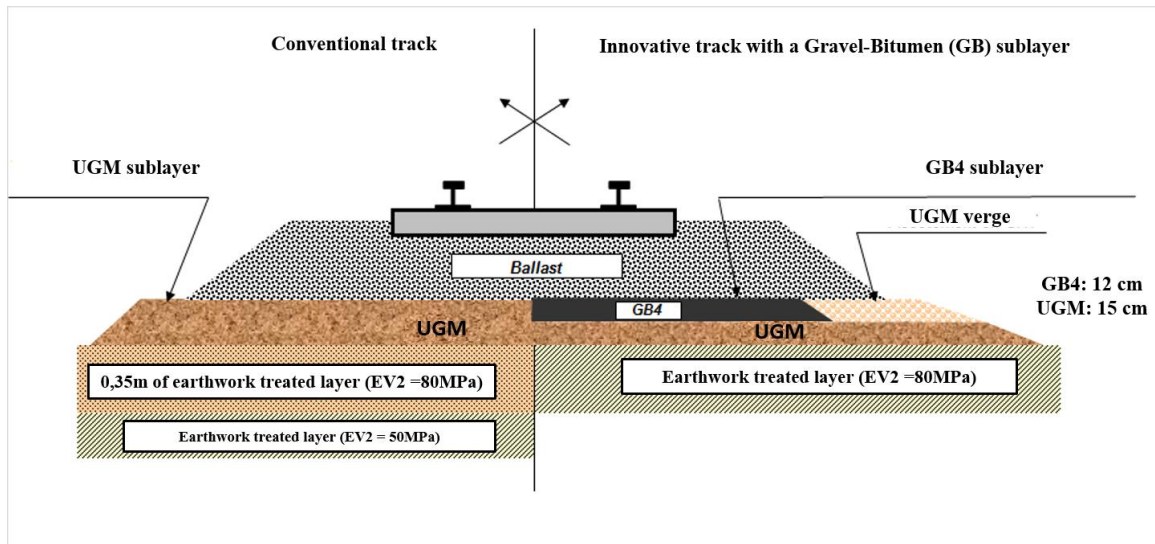 Conventional track
Innovative track with a Gravel-Bitumen (GB) sublayer
UGM sublayer
GB4 sublayer
UGM verge
Ballast
GB4: 12 cm
UGM: 15 cm
GB4
UGM
UGM
0,35m of earthwork treated layer (EV2 =80MPa)
Earthwork treated layer (EV2 =80MPa)
Earthwork treated layer (EV2 = 50MPa)